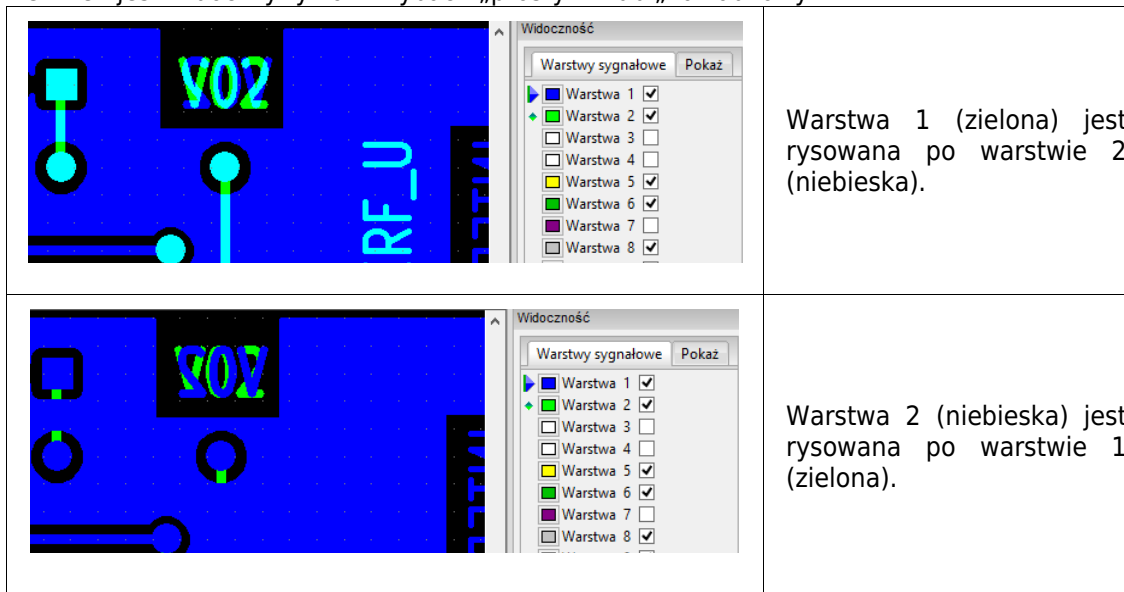 Widoczność
Warstwy sygnałowe Pokaż
Warstwa 1
Warstwa 2
Warstwa 3
Warstwa 4
Warstwa 5
Warstwa 6
Warstwa 7
Warstwa 8
V02
RF_U
Warstwa 1 (zielona) jest
rysowana po warstwie 2
(niebieska).
Widoczność
Warstwy sygnałowe Pokaż
Warstwa 1
Warstwa 2
Warstwa 3
Warstwa 4
Warstwa 5
Warstwa 6
Warstwa 7
Warstwa 8
V02
Warstwa 2 (niebieska) jest
rysowana po warstwie 1
(zielona).